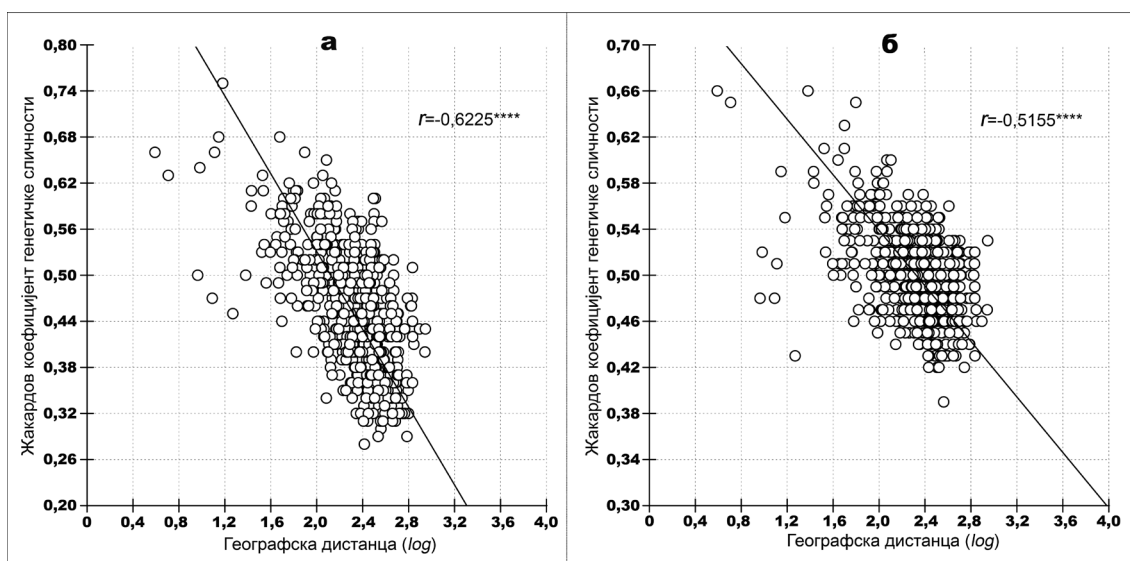 а
Жакардов коефицијент генетичке сличности
0,80
0,74
0,68
0,62
0,56
0,50
0,44
0,38
0,32
0,26
0,20
r=-0,6225****
0 0,4 0,8 1,2 1,6 2,0 2,4 2,8 3,2 3,6 4,0
Географска дистанца (log)
б
Жакардов коефицијент генетичке сличности
0,70
0,66
0,62
0,58
0,54
0,50
0,46
0,42
0,38
0,34
0,30
r=-0,5155****
0 0,4 0,8 1,2 1,6 2,0 2,4 2,8 3,2 3,6 4,0
Географска дистанца (log)